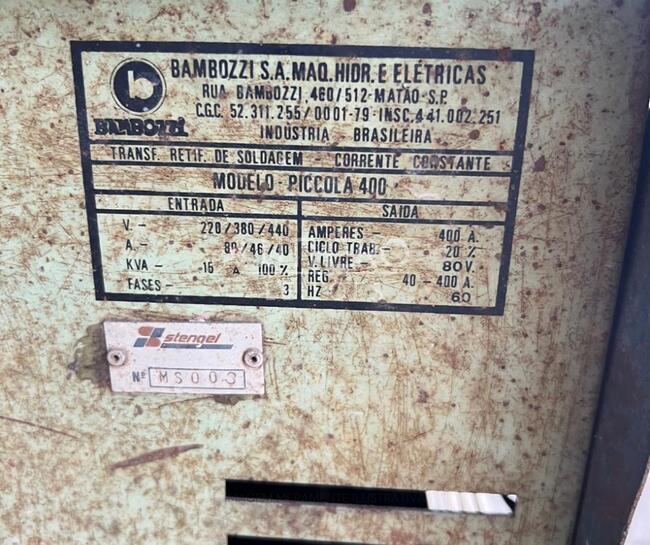 BAMBOZZI S.A. MAQ. HIDR. E ELÉTRICAS
RUA BAMBOZZI, 460/512-MATÃO-S.P.
C.G.C. 52.311.255/0001-79-INSC.441.002.251
INDÚSTRIA - BRASILEIRA
BAMBOZZI
TRANSF. RETIF. DE SOLDAGEM - CORRENTE CONSTANTE
MODELO - PICCOLA 400
ENTRADA
V. - 220/380/440
A. - 80/46/40
KVA - 16 A 100 %
FASES - 3
SAIDA
AMPERES - 400 A.
CICLO TRAB. - 20 %
V. LIVRE - 80 V.
REG. 40 - 400 A.
HZ 60
stengel
Nº MS003